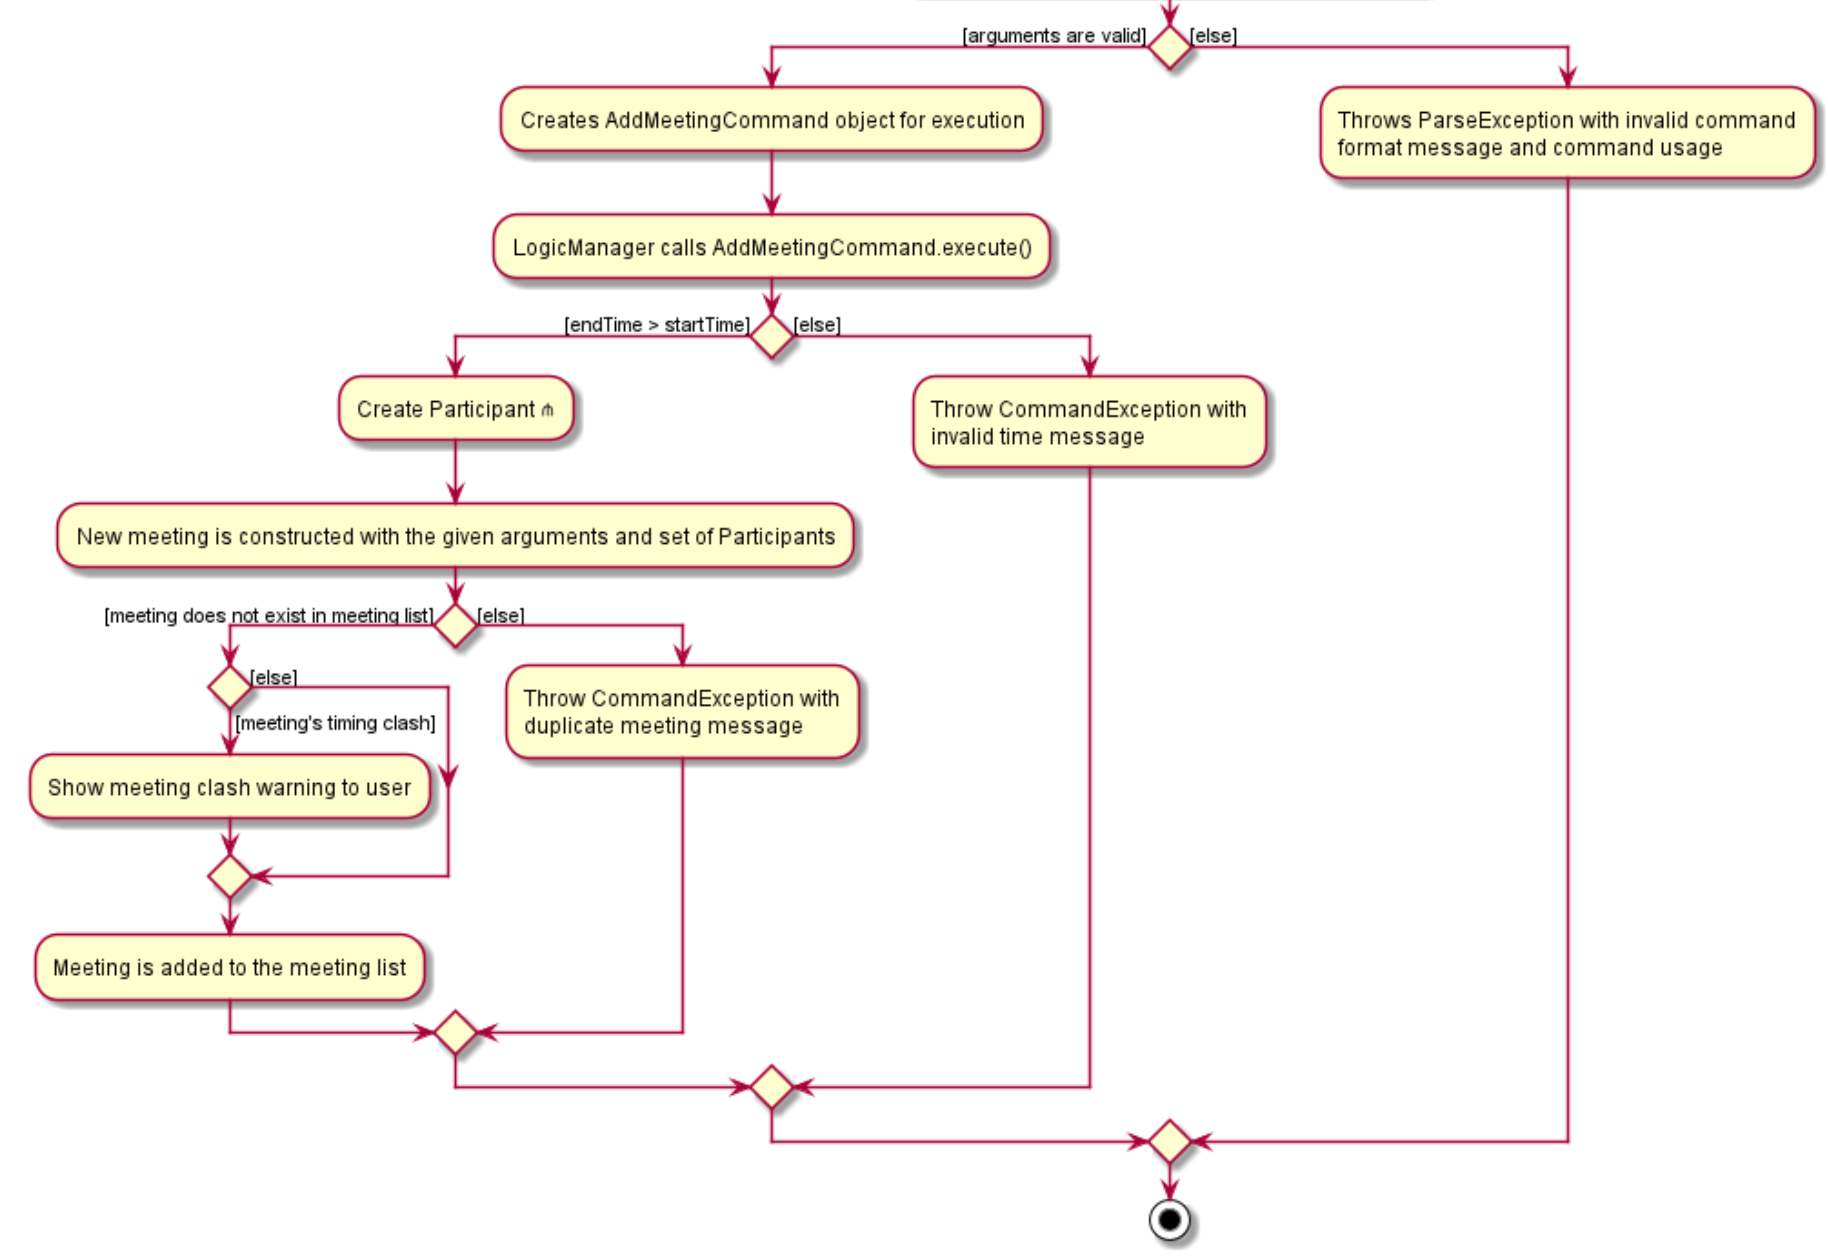 [arguments are valid]
[else]
Creates AddMeetingCommand object for execution
Throws ParseException with invalid command
format message and command usage
LogicManager calls AddMeetingCommand.execute()
[endTime > startTime]
[else]
Create Participant ⋔
Throw CommandException with
invalid time message
New meeting is constructed with the given arguments and set of Participants
[meeting does not exist in meeting list]
[else]
[else]
[meeting's timing clash]
Throw CommandException with
duplicate meeting message
Show meeting clash warning to user
Meeting is added to the meeting list